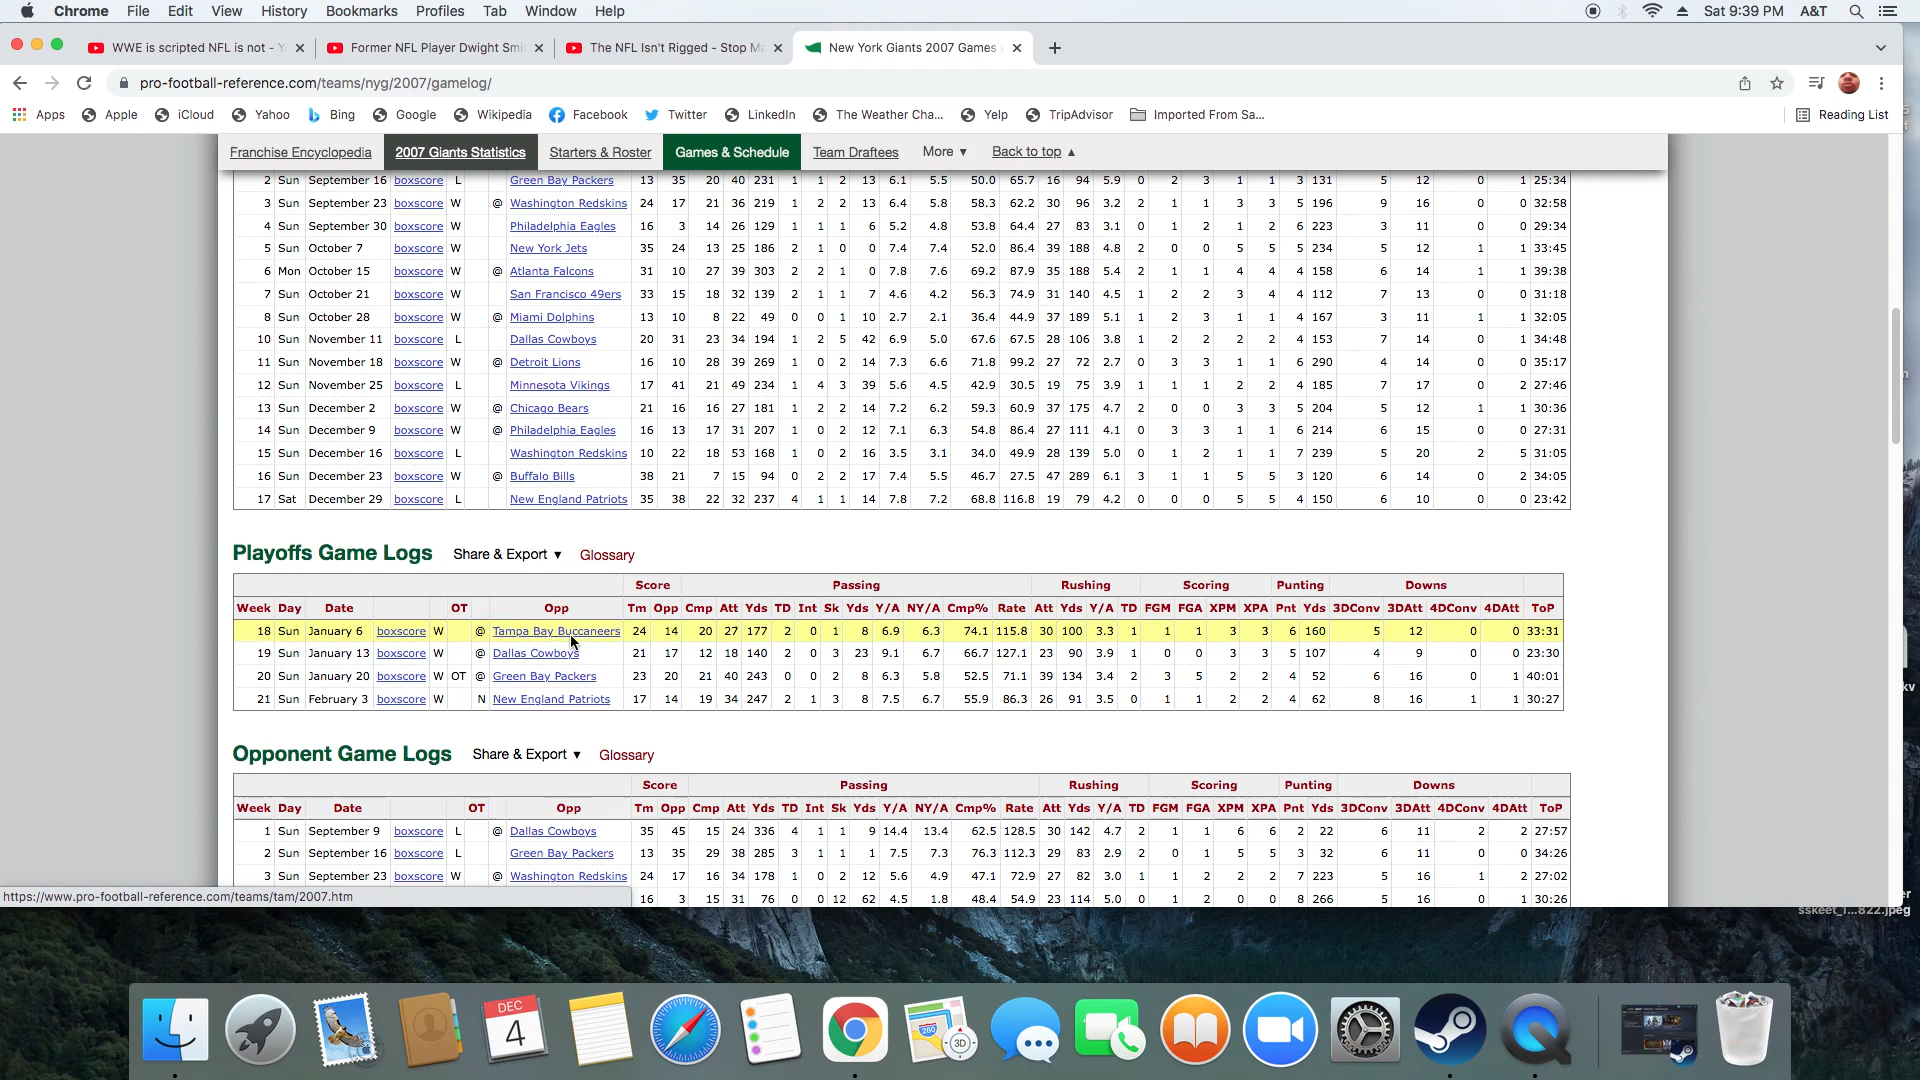 Chrome File Edit View History Bookmarks Profiles Tab Window Help Sat 9:39 PM A&T
WWE is scripted NFL is not - Former NFL Player Dwight Smi The NFL Isn't Rigged - Stop New York Giants 2007 Games
pro-football-reference.com/teams/nyg/2007/gamelog/
Apps Apple iCloud Yahoo Bing Google Wikipedia Facebook Twitter LinkedIn The Weather Cha... Yelp TripAdvisor Imported From Sa... Reading List
Franchise Encyclopedia 2007 Giants Statistics Starters & Roster Games & Schedule Team Draftees More ▼ Back to top ▲
2 Sun September 16 boxscore L Green Bay Packers 13 35 20 40 231 1 1 2 13 6.1 5.5 50.0 65.7 16 94 5.9 0 2 3 1 1 3 131 5 12 0 1 25:34
3 Sun September 23 boxscore W @ Washington Redskins 24 17 21 36 219 1 2 2 13 6.4 5.8 58.3 62.2 30 96 3.2 2 1 1 3 3 5 196 9 16 0 0 32:58
4 Sun September 30 boxscore W Philadelphia Eagles 16 3 14 26 129 1 1 1 6 5.2 4.8 53.8 64.4 27 83 3.1 0 1 2 1 2 6 223 3 11 0 0 29:34
5 Sun October 7 boxscore W New York Jets 35 24 13 25 186 2 1 0 0 7.4 7.4 52.0 86.4 39 188 4.8 2 0 0 5 5 5 234 5 12 1 1 33:45
6 Mon October 15 boxscore W @ Atlanta Falcons 31 10 27 39 303 2 2 1 0 7.8 7.6 69.2 87.9 35 188 5.4 2 1 1 4 4 4 158 6 14 1 1 39:38
7 Sun October 21 boxscore W San Francisco 49ers 33 15 18 32 139 2 1 1 7 4.6 4.2 56.3 74.9 31 140 4.5 1 2 2 3 4 4 112 7 13 0 0 31:18
8 Sun October 28 boxscore W @ Miami Dolphins 13 10 8 22 49 0 0 1 10 2.7 2.1 36.4 44.9 37 189 5.1 1 2 3 1 1 4 167 3 11 1 1 32:05
10 Sun November 11 boxscore L Dallas Cowboys 20 31 23 34 194 1 2 5 42 6.9 5.0 67.6 67.5 28 106 3.8 1 2 2 2 2 4 153 7 14 0 1 34:48
11 Sun November 18 boxscore W @ Detroit Lions 16 10 28 39 269 1 0 2 14 7.3 6.6 71.8 99.2 27 72 2.7 0 3 3 1 1 6 290 4 14 0 0 35:17
12 Sun November 25 boxscore L Minnesota Vikings 17 41 21 49 234 1 4 3 39 5.6 4.5 42.9 30.5 19 75 3.9 1 1 1 2 2 4 185 7 17 0 2 27:46
13 Sun December 2 boxscore W @ Chicago Bears 21 16 16 27 181 1 2 2 14 7.2 6.2 59.3 60.9 37 175 4.7 2 0 0 3 3 5 204 5 12 1 1 30:36
14 Sun December 9 boxscore W @ Philadelphia Eagles 16 13 17 31 207 1 0 2 12 7.1 6.3 54.8 86.4 27 111 4.1 0 3 3 1 1 6 214 6 15 0 0 27:31
15 Sun December 16 boxscore L Washington Redskins 10 22 18 53 168 1 0 2 16 3.5 3.1 34.0 49.9 28 139 5.0 0 1 2 1 1 7 239 5 20 2 5 31:05
16 Sun December 23 boxscore W @ Buffalo Bills 38 21 7 15 94 0 2 2 17 7.4 5.5 46.7 27.5 47 289 6.1 3 1 1 5 5 3 120 6 14 0 2 34:05
17 Sat December 29 boxscore L New England Patriots 35 38 22 32 237 4 1 1 14 7.8 7.2 68.8 116.8 19 79 4.2 0 0 0 5 4 4 150 6 10 0 0 23:42
Playoffs Game Logs Share & Export ▼ Glossary
Score Passing Rushing Scoring Punting Downs
Week Day Date OT Opp Tm Opp Cmp Att Yds TD Int Sk Yds Y/A NY/A Cmp% Rate Att Yds Y/A TD FGM FGA XPM XPA Pnt Yds 3DConv 3DAtt 4DConv 4DAtt ToP
18 Sun January 6 boxscore W @ Tampa Bay Buccaneers 24 14 20 27 177 2 0 1 8 6.9 6.3 74.1 115.8 30 100 3.3 1 1 1 3 3 6 160 5 12 0 0 33:31
19 Sun January 13 boxscore W @ Dallas Cowboys 21 17 12 18 140 2 0 3 23 9.1 6.7 66.7 127.1 23 90 3.9 1 0 0 3 3 5 107 4 9 0 0 23:30
20 Sun January 20 boxscore W OT @ Green Bay Packers 23 20 21 40 243 0 0 2 8 6.3 5.8 52.5 71.1 39 134 3.4 2 3 5 2 2 4 52 6 16 0 1 40:01
21 Sun February 3 boxscore W N New England Patriots 17 14 19 34 247 2 1 3 8 7.5 6.7 55.9 86.3 26 91 3.5 0 1 1 2 2 4 62 8 16 1 1 30:27
Opponent Game Logs Share & Export ▼ Glossary
Score Passing Rushing Scoring Punting Downs
Week Day Date OT Opp Tm Opp Cmp Att Yds TD Int Sk Yds Y/A NY/A Cmp% Rate Att Yds Y/A TD FGM FGA XPM XPA Pnt Yds 3DConv 3DAtt 4DConv 4DAtt ToP
1 Sun September 9 boxscore L @ Dallas Cowboys 35 45 15 24 336 4 1 1 9 14.4 13.4 62.5 128.5 30 142 4.7 2 1 1 6 6 2 22 6 11 2 2 27:57
2 Sun September 16 boxscore L Green Bay Packers 13 35 29 38 285 3 1 1 1 7.5 7.3 76.3 112.3 29 83 2.9 2 0 1 5 5 3 32 6 11 0 0 34:26
3 Sun September 23 boxscore W @ Washington Redskins 24 17 16 34 178 1 0 2 12 5.6 4.9 47.1 72.9 27 82 3.0 1 1 2 2 2 7 223 5 16 1 2 27:02
16 3 15 31 76 0 0 12 62 4.5 1.8 48.4 54.9 23 114 5.0 0 1 2 0 0 8 266 5 16 0 1 30:26
https://www.pro-football-reference.com/teams/tam/2007.htm
sskeet_l...822.jpeg
DEC
4
280
3D